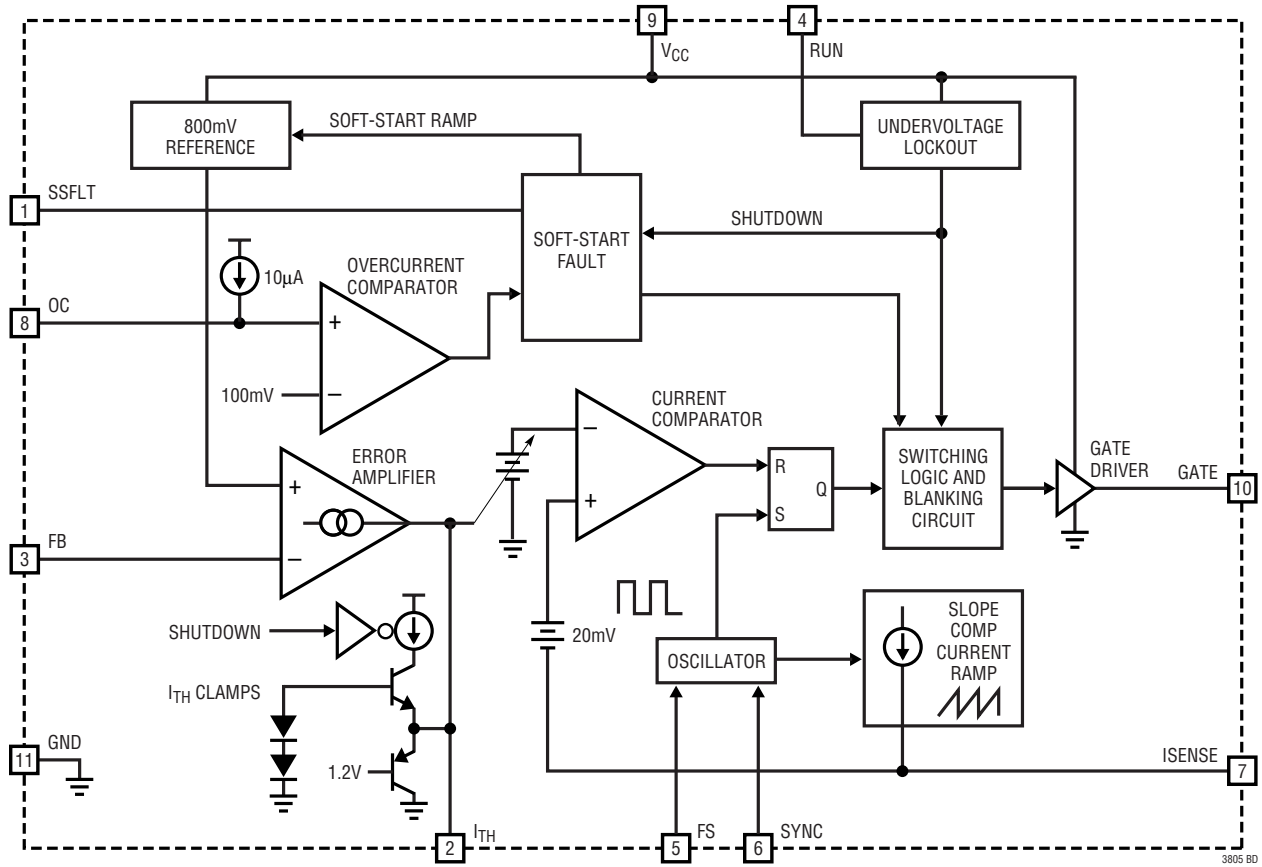 9
4
VCC
RUN
800mV
REFERENCE
SOFT-START RAMP
UNDERVOLTAGE
LOCKOUT
1
SSFLT
SOFT-START
FAULT
SHUTDOWN
10µA
OVERCURRENT
COMPARATOR
8
OC
+
100mV
–
CURRENT
COMPARATOR
ERROR
AMPLIFIER
+
–
–
+
R
S
Q
SWITCHING
LOGIC AND
BLANKING
CIRCUIT
GATE
DRIVER
GATE
10
3
FB
SHUTDOWN
20mV
OSCILLATOR
SLOPE
COMP
CURRENT
RAMP
ITH CLAMPS
11
GND
1.2V
ISENSE
7
2
ITH
5
FS
6
SYNC
3805 BD